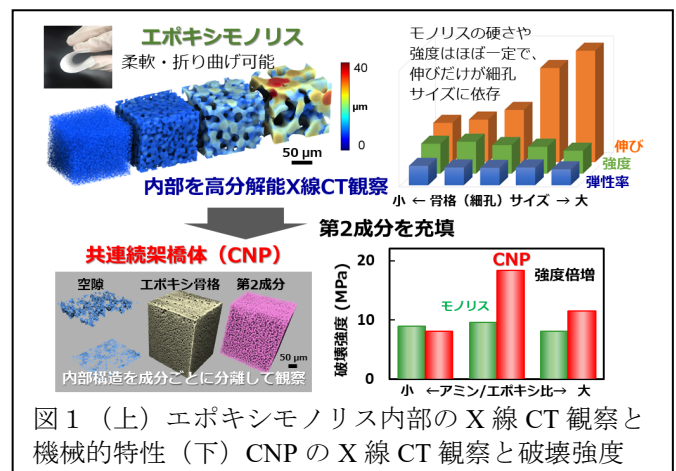 エポキシモノリス
柔軟・折り曲げ可能
40
µm
0
50 µm
内部を高分解能X線CT観察
モノリスの硬さや
強度はほぼ一定で、
伸びだけが細孔
サイズに依存
伸び
強度
弾性率
小 ← 骨格（細孔）サイズ → 大
第2成分を充填
共連続架橋体（CNP）
空隙
エポキシ骨格
第2成分
50 µm
内部構造を成分ごとに分離して観察
破壊強度 (MPa)
20
10
0
CNP
強度倍増
モノリス
小 ←アミン/エポキシ比→ 大
図１（上）エポキシモノリス内部の X 線 CT 観察と
機械的特性（下）CNP の X 線 CT 観察と破壊強度